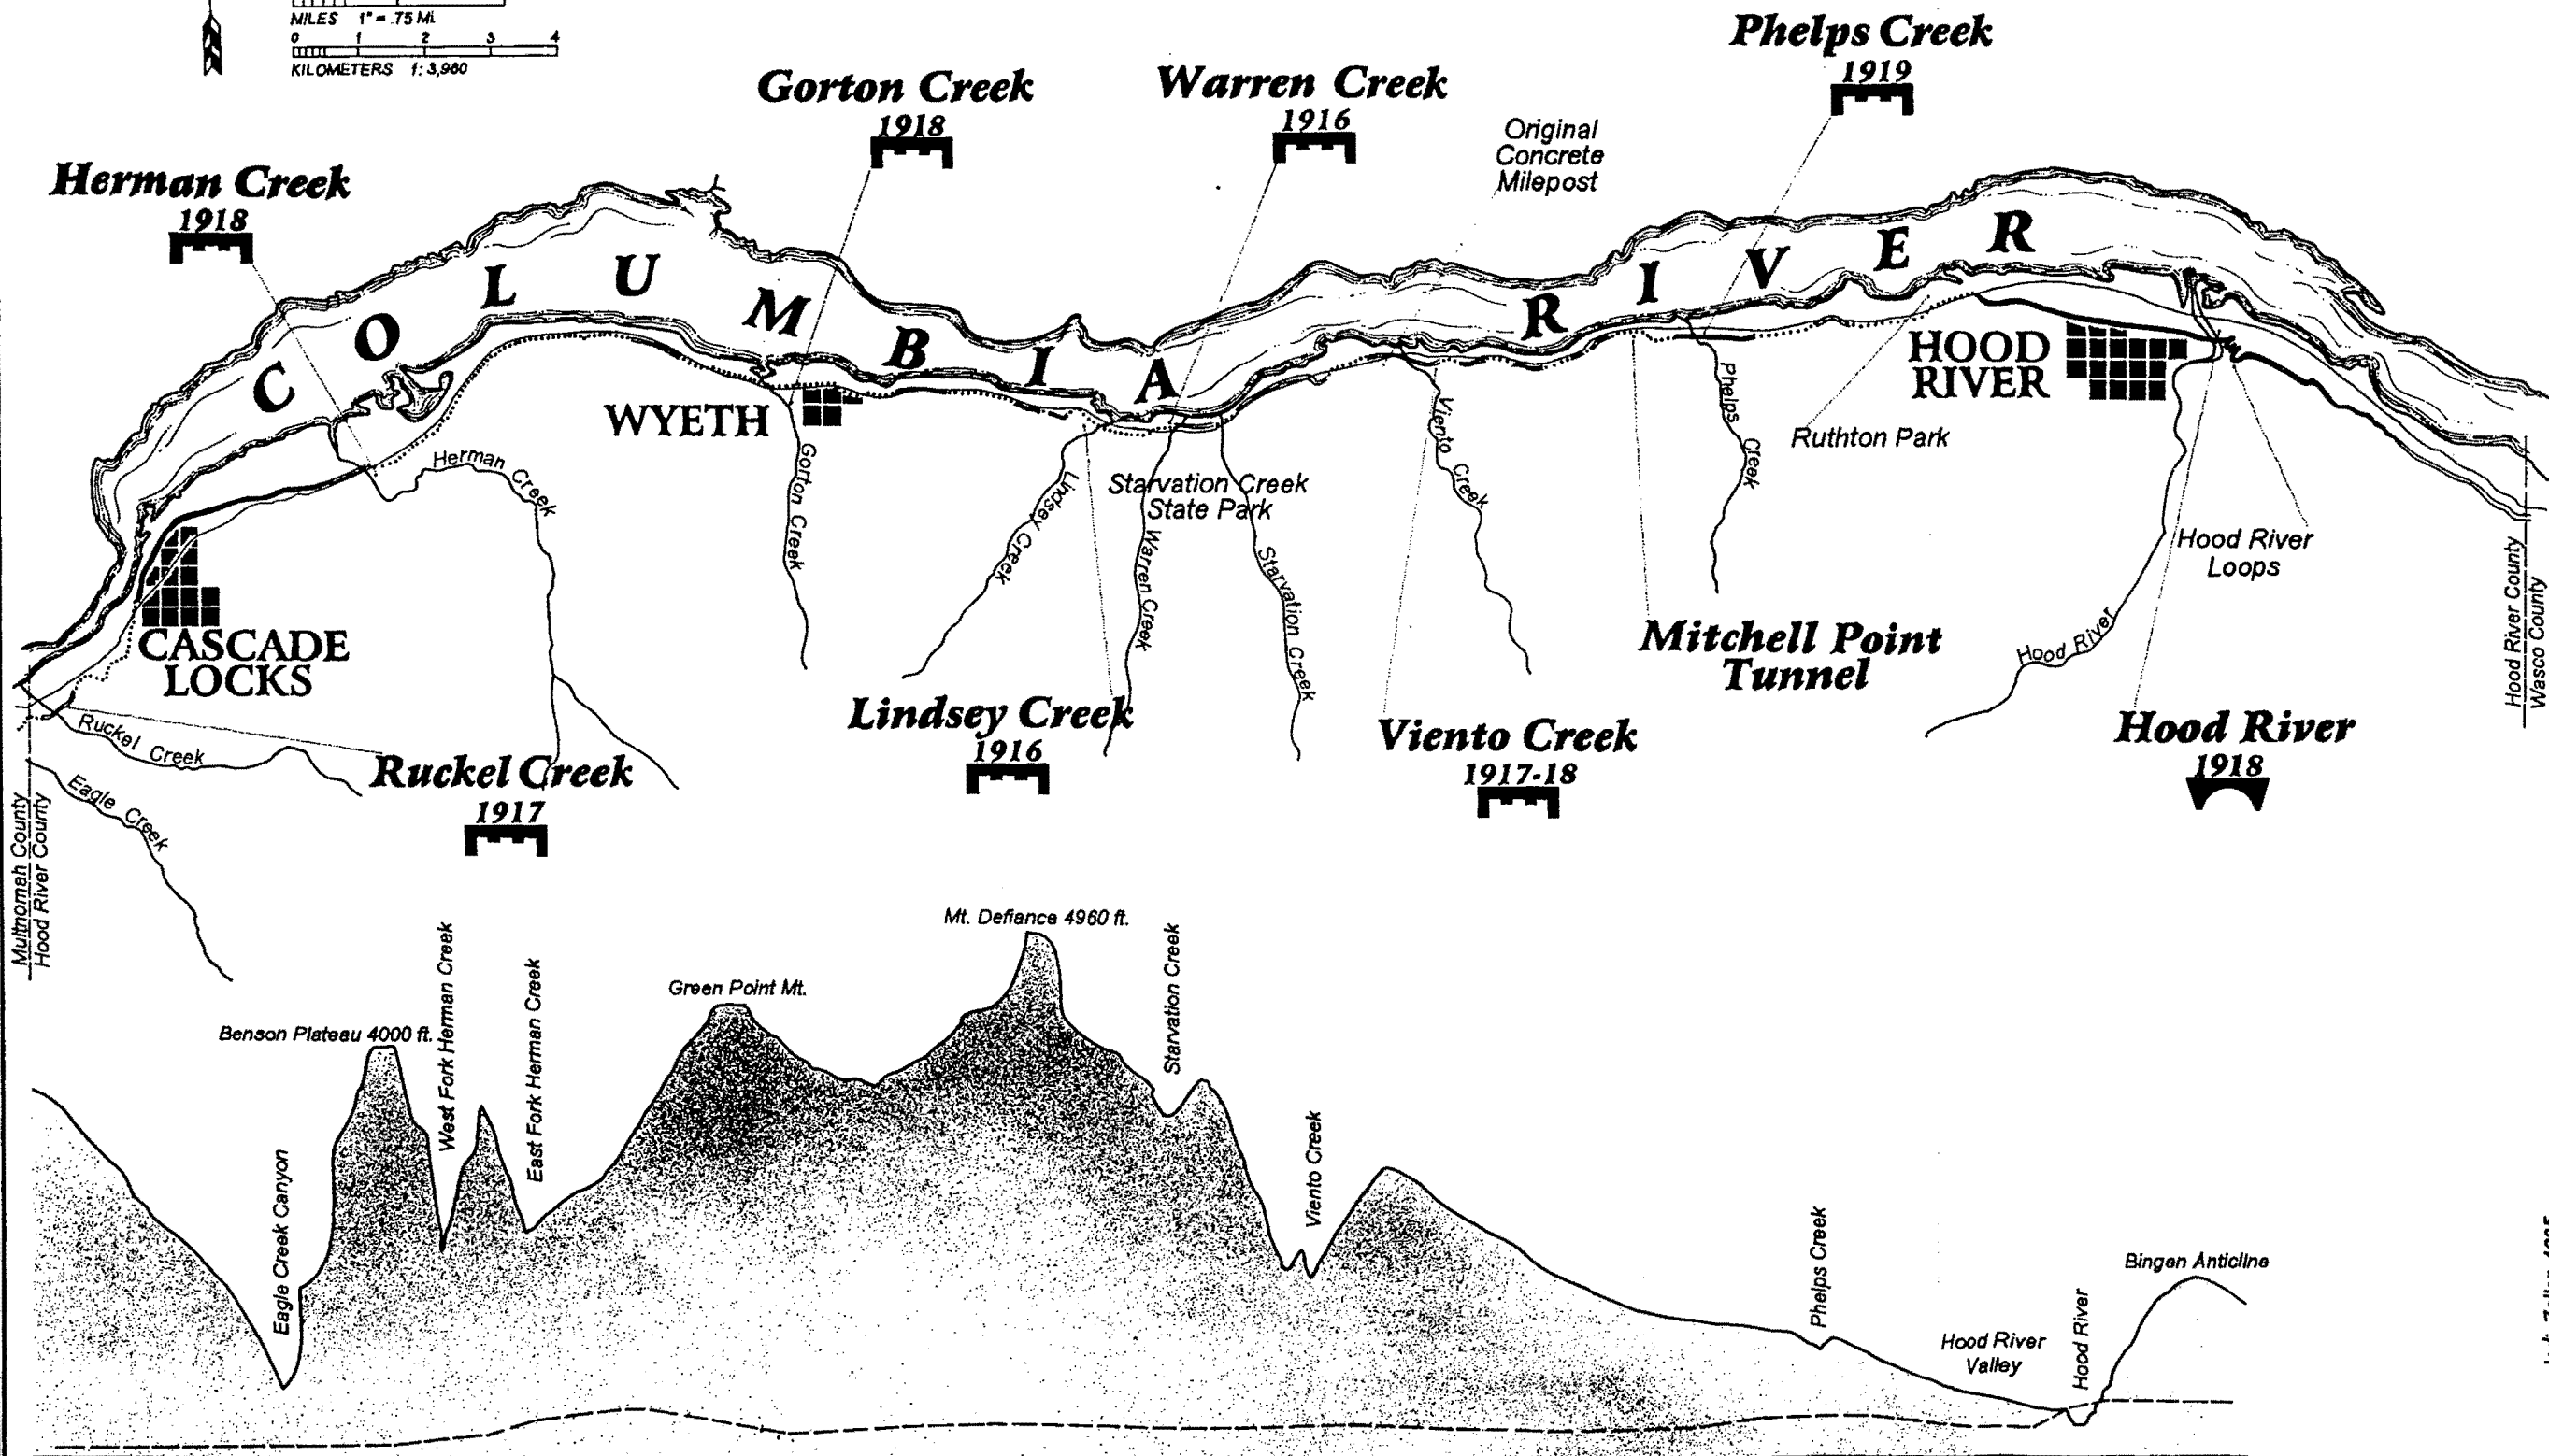 MILES 1" = .75 Mi.
0 1 2 3 4
KILOMETERS 1: 3,960
Phelps Creek
1919
Gorton Creek
1918
Warren Creek
1916
Original
Concrete
Milepost
Herman Creek
1918
COLUMBIA RIVER
HOOD
RIVER
WYETH
Ruthton Park
Phelps Creek
Herman Creek
Gorton Creek
Lindsey Creek
Starvation Creek
State Park
Warren Creek
Starvation Creek
Viento Creek
Hood River
Loops
Hood River
Hood River County
Wasco County
CASCADE
LOCKS
Mitchell Point
Tunnel
Lindsey Creek
1916
Viento Creek
1917-18
Hood River
1918
Ruckel Creek
Ruckel Creek
1917
Eagle Creek
Multnomah County
Hood River County
Mt. Defiance 4960 ft.
Green Point Mt.
Benson Plateau 4000 ft.
West Fork Herman Creek
East Fork Herman Creek
Starvation Creek
Eagle Creek Canyon
Viento Creek
Phelps Creek
Hood River
Valley
Hood River
Bingen Anticline